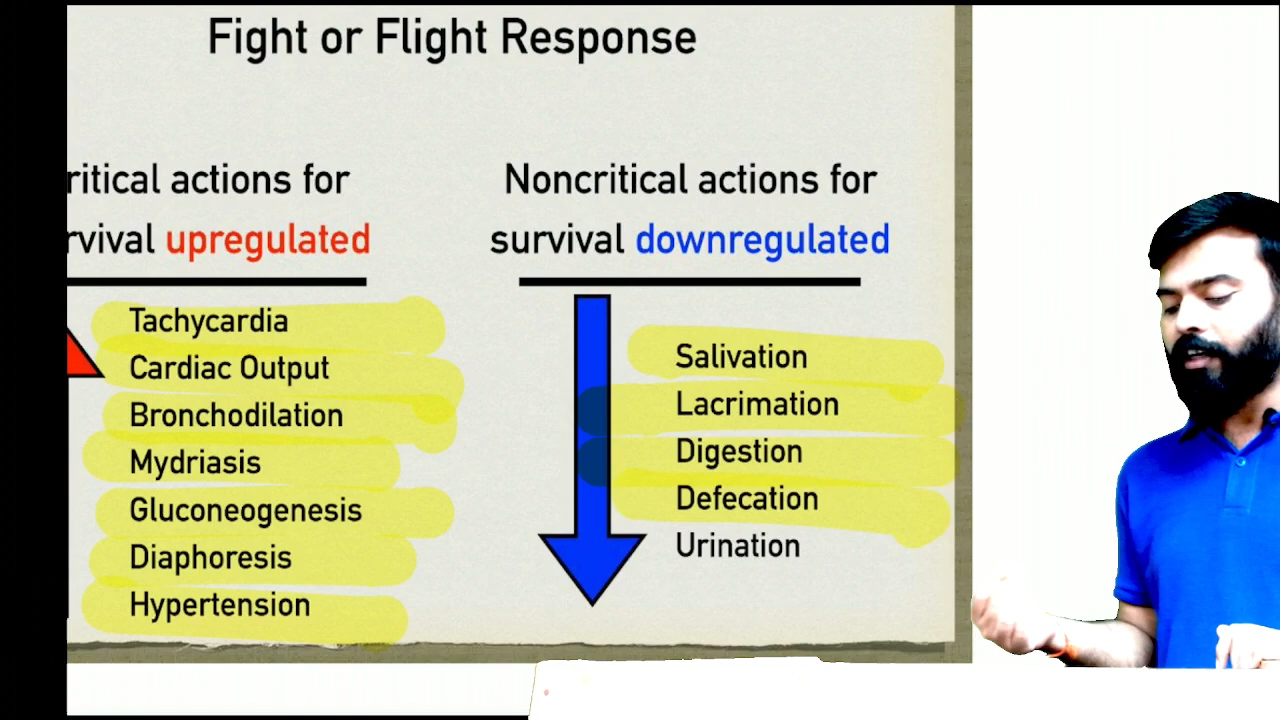 Fight or Flight Response
ritical actions for
rvival upregulated
Tachycardia
Cardiac Output
Bronchodilation
Mydriasis
Gluconeogenesis
Diaphoresis
Hypertension
Noncritical actions for
survival downregulated
Salivation
Lacrimation
Digestion
Defecation
Urination